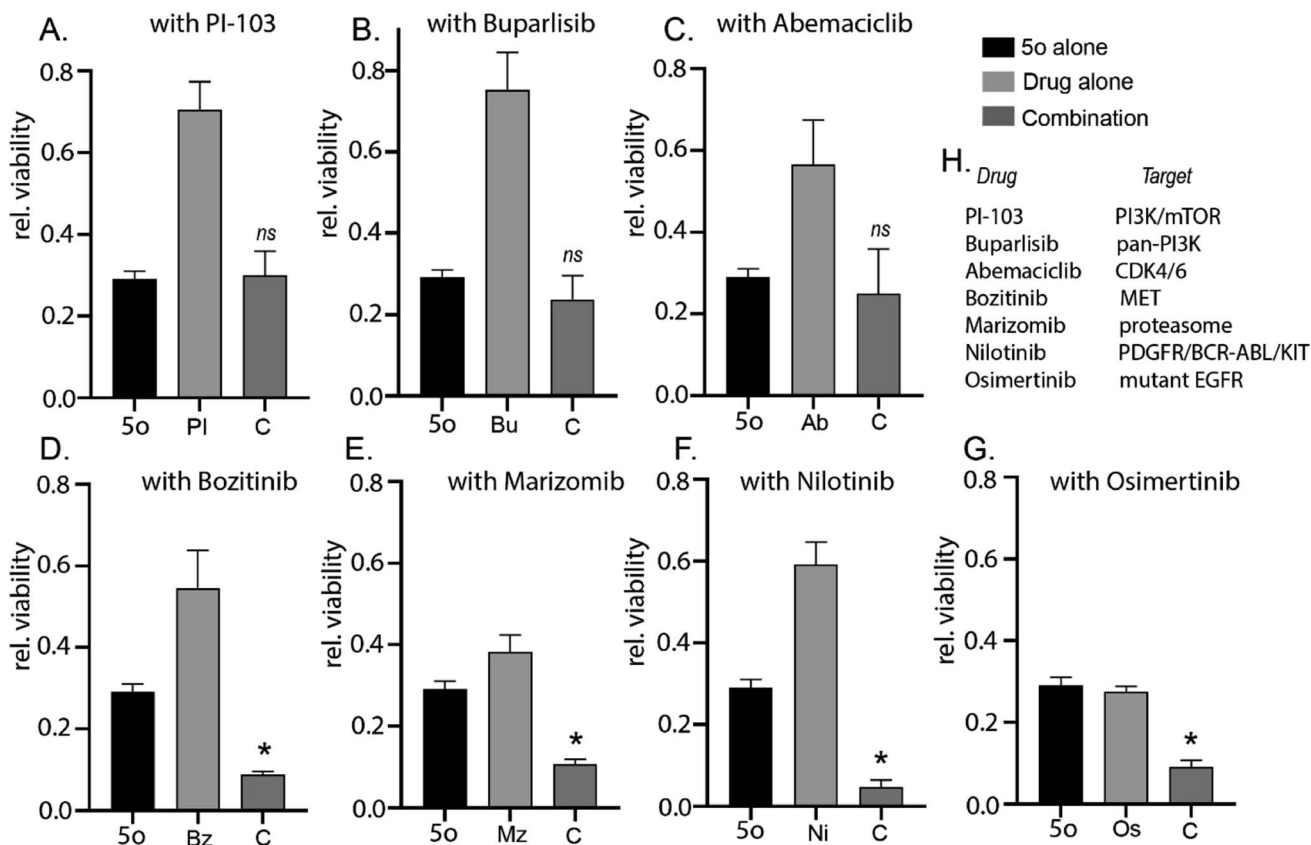 A. with PI-103
rel. viability
0.8
0.6
0.4
0.2
0.0
ns
5o PI C
B. with Buparlisib
rel. viability
0.8
0.6
0.4
0.2
0.0
ns
5o Bu C
C. with Abemaciclib
rel. viability
0.8
0.6
0.4
0.2
0.0
ns
5o Ab C
5o alone
Drug alone
Combination
H. Drug Target
PI-103 PI3K/mTOR
Buparlisib pan-PI3K
Abemaciclib CDK4/6
Bozitinib MET
Marizomib proteasome
Nilotinib PDGFR/BCR-ABL/KIT
Osimertinib mutant EGFR
D. with Bozitinib
rel. viability
0.8
0.6
0.4
0.2
0.0
*
5o Bz C
E. with Marizomib
rel. viability
0.8
0.6
0.4
0.2
0.0
*
5o Mz C
F. with Nilotinib
rel. viability
0.8
0.6
0.4
0.2
0.0
*
5o Ni C
G. with Osimertinib
rel. viability
0.8
0.6
0.4
0.2
0.0
*
5o Os C